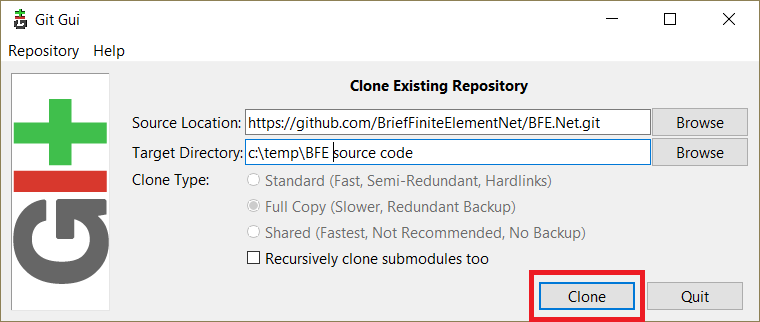 Git Gui
Repository Help
Clone Existing Repository
Source Location: https://github.com/BriefFiniteElementNet/BFE.Net.git Browse
Target Directory: c:\temp\BFE source code Browse
Clone Type: Standard (Fast, Semi-Redundant, Hardlinks)
Full Copy (Slower, Redundant Backup)
Shared (Fastest, Not Recommended, No Backup)
Recursively clone submodules too
Clone Quit
GIt